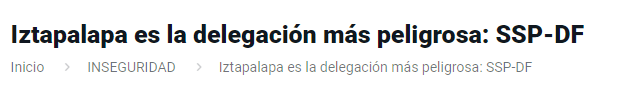 Iztapalapa es la delegación más peligrosa: SSP-DF
Inicio > INSEGURIDAD > Iztapalapa es la delegación más peligrosa: SSP-DF